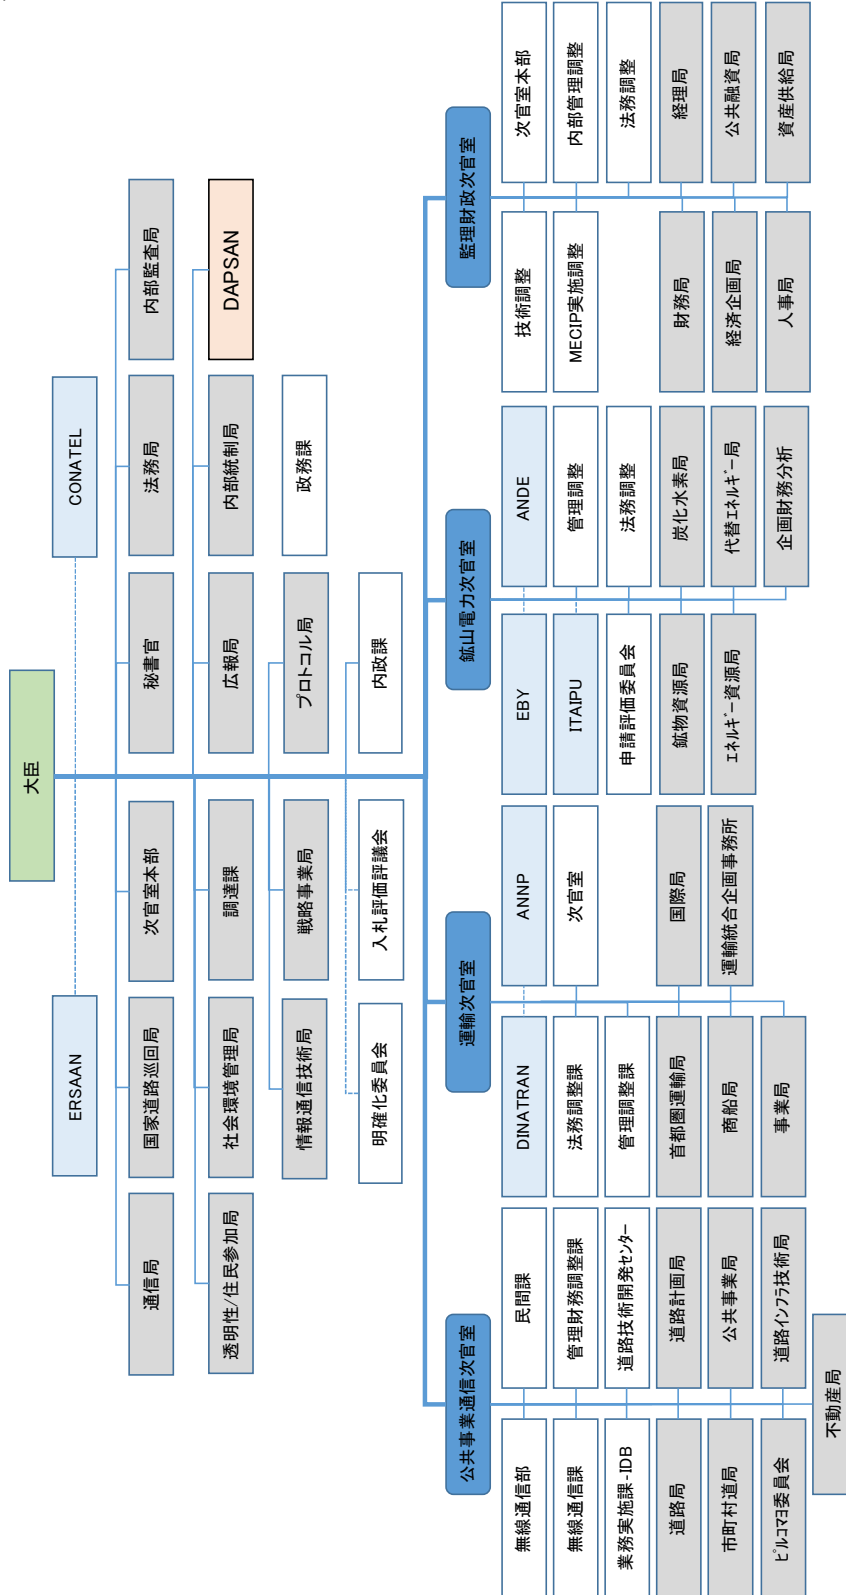 大臣
ERSAAN
CONATEL
通信局
国家道路巡回局
次官室本部
秘書官
法務局
内部監査局
透明性/住民参加局
社会環境管理局
調達課
広報局
内部統制局
DAPSAN
情報通信技術局
戦略事業局
プロトコル局
政務課
明確化委員会
入札評価評議会
内政課
公共事業通信次官室
運輸次官室
鉱山電力次官室
監理財政次官室
無線通信部
民間課
DINATRAN
ANNP
EBY
ANDE
技術調整
次官室本部
無線通信課
管理財務調整課
法務調整課
次官室
ITAIPU
管理調整
MECIP実施調整
内部管理調整
業務実施課-IDB
道路技術開発センター
管理調整課
申請評価委員会
法務調整
法務調整
道路局
道路計画局
首都圏運輸局
国際局
鉱物資源局
炭化水素局
財務局
経理局
市町村道局
公共事業局
商船局
運輸統合企画事務所
エネルギー資源局
代替エネルギー局
経済企画局
公共融資局
ピルコマヨ委員会
道路インフラ技術局
事業局
企画財務分析
人事局
資産供給局
不動産局